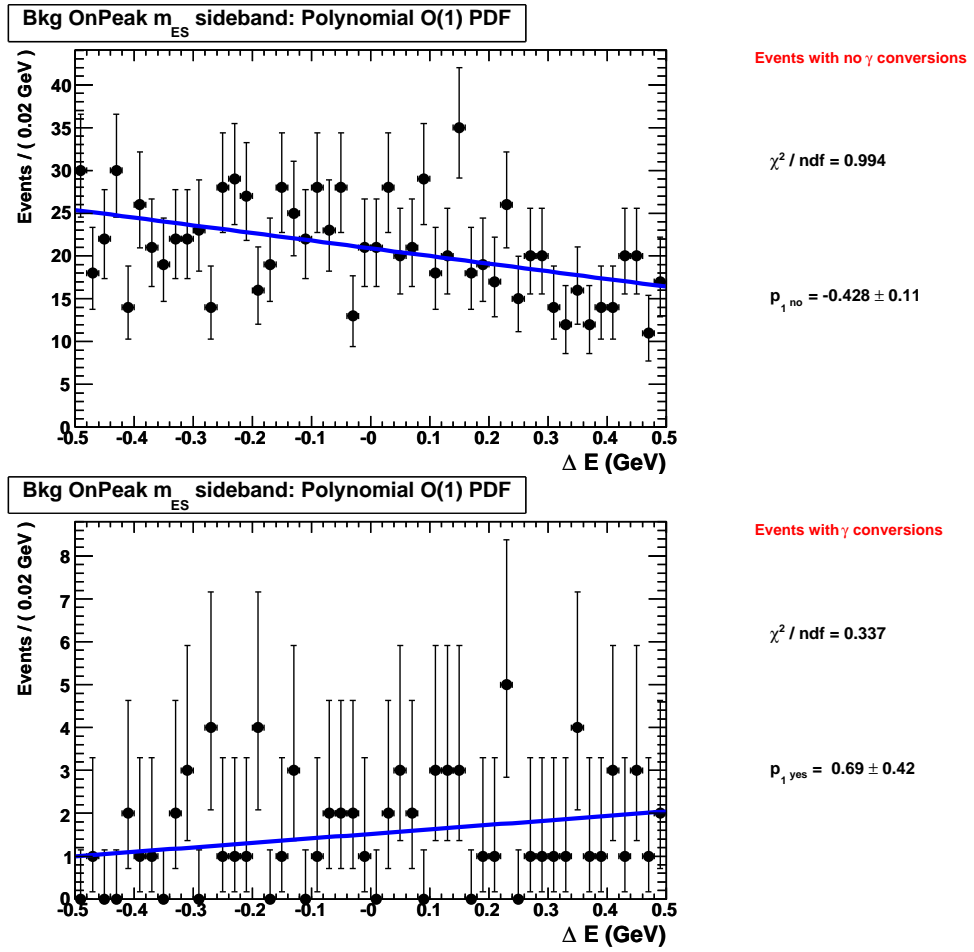 Bkg OnPeak m_ES sideband: Polynomial O(1) PDF
Events / ( 0.02 GeV )
40
35
30
25
20
15
10
5
0
-0.5 -0.4 -0.3 -0.2 -0.1 -0 0.1 0.2 0.3 0.4 0.5
Δ E (GeV)
Events with no γ conversions
χ² / ndf = 0.994
p_1 no = -0.428 ± 0.11
Bkg OnPeak m_ES sideband: Polynomial O(1) PDF
Events / ( 0.02 GeV )
8
7
6
5
4
3
2
1
0
-0.5 -0.4 -0.3 -0.2 -0.1 -0 0.1 0.2 0.3 0.4 0.5
Δ E (GeV)
Events with γ conversions
χ² / ndf = 0.337
p_1 yes = 0.69 ± 0.42